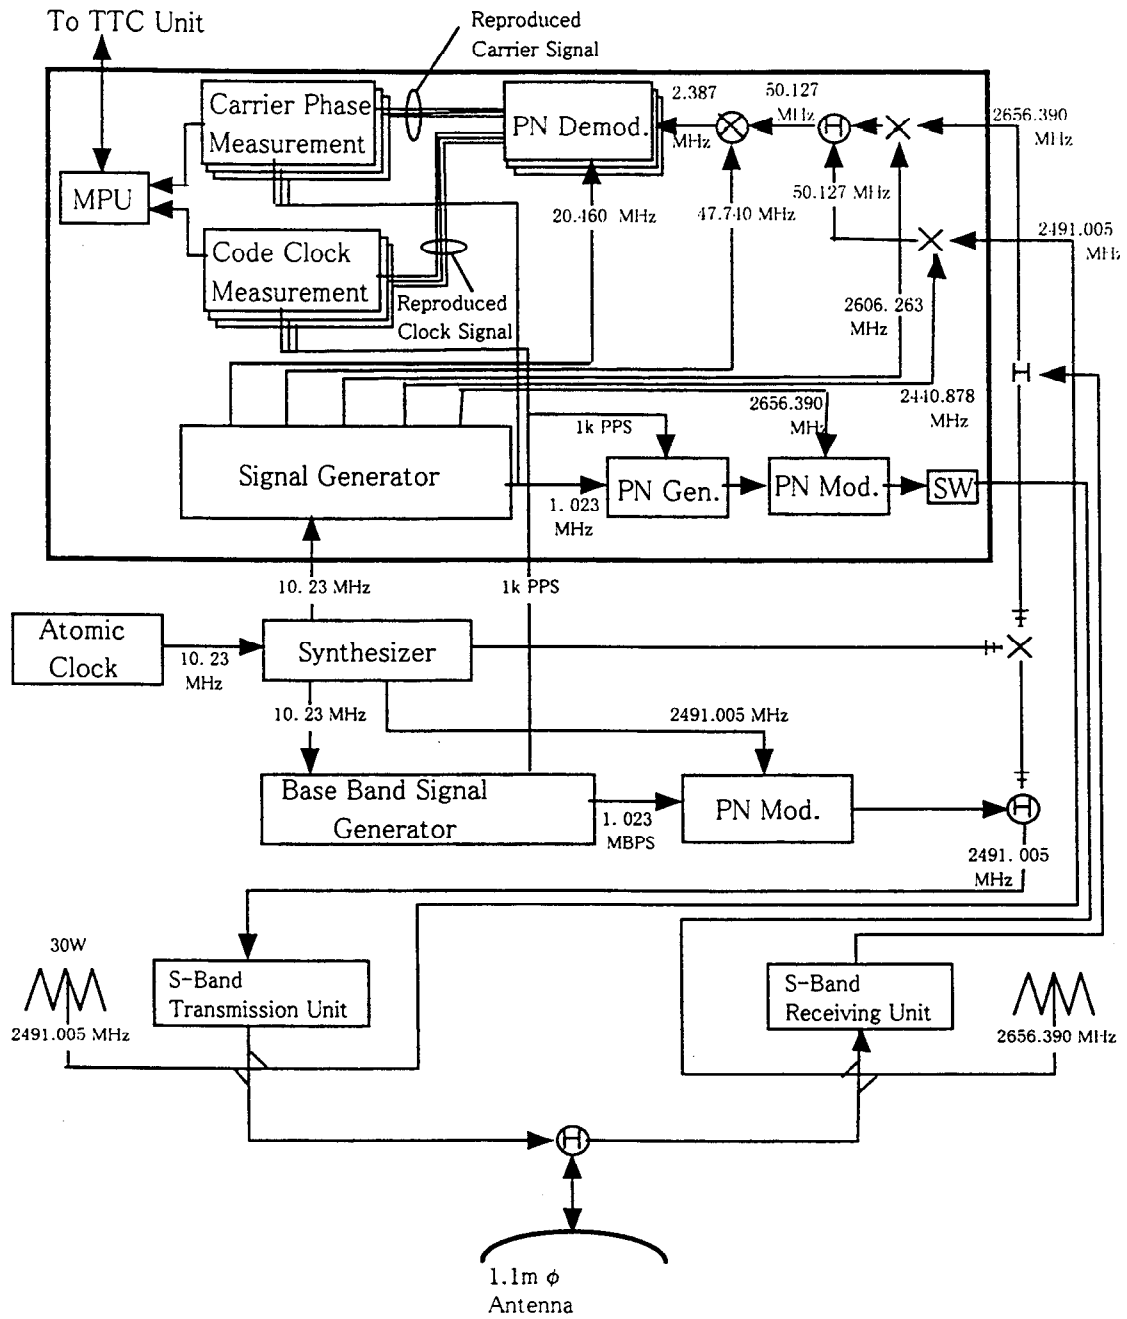 To TTC Unit
Reproduced
Carrier Signal
Carrier Phase
Measurement
PN Demod.
2.387
MHz
50.127
MHz
2656.390
MHz
MPU
20.460 MHz
47.740 MHz
50.127 MHz
2491.005
MHz
Code Clock
Measurement
Reproduced
Clock Signal
2606. 263
MHz
2440.878
MHz
2656.390
MHz
1k PPS
Signal Generator
1. 023
MHz
PN Gen.
PN Mod.
SW
H
H
10. 23 MHz
1k PPS
Atomic
Clock
10. 23
MHz
Synthesizer
10. 23 MHz
2491.005 MHz
Base Band Signal
Generator
1. 023
MBPS
PN Mod.
H
2491. 005
MHz
30W
2491.005 MHz
S-Band
Transmission Unit
S-Band
Receiving Unit
2656.390 MHz
H
1.1m ϕ
Antenna